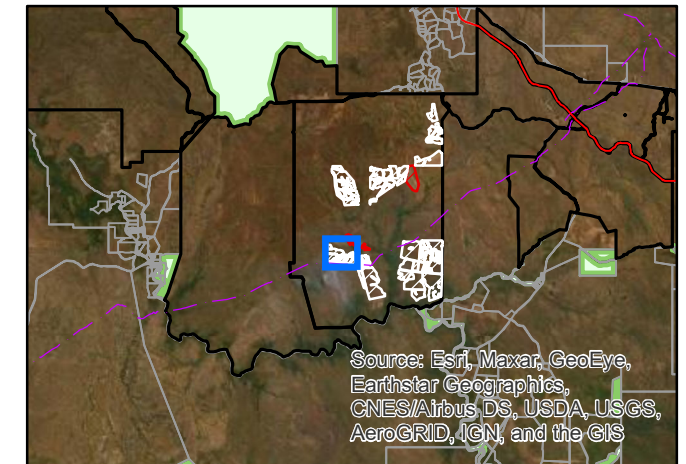 Source: Esri, Maxar, GeoEye,
Earthstar Geographics,
CNES/Airbus DS, USDA, USGS,
AeroGRID, IGN, and the GIS